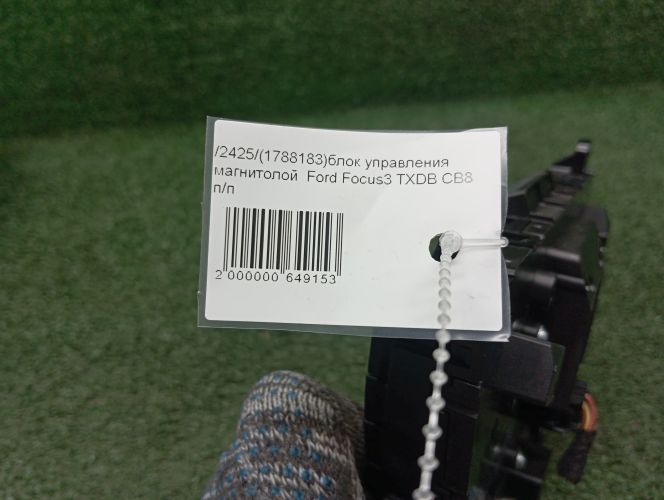 /2425/(1788183)блок управления
магнитолой  Ford Focus3 TXDB CB8
п/п
2 000000 649153